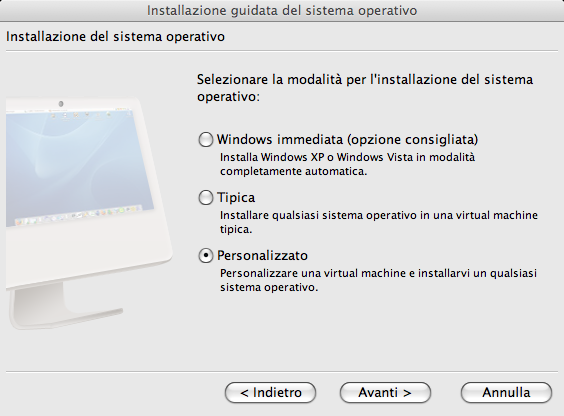 Installazione guidata del sistema operativo
Installazione del sistema operativo
Selezionare la modalità per l'installazione del sistema
operativo:
Windows immediata (opzione consigliata)
Installa Windows XP o Windows Vista in modalità
completamente automatica.
Tipica
Installare qualsiasi sistema operativo in una virtual machine
tipica.
Personalizzato
Personalizzare una virtual machine e installarvi un qualsiasi
sistema operativo.
< Indietro
Avanti >
Annulla